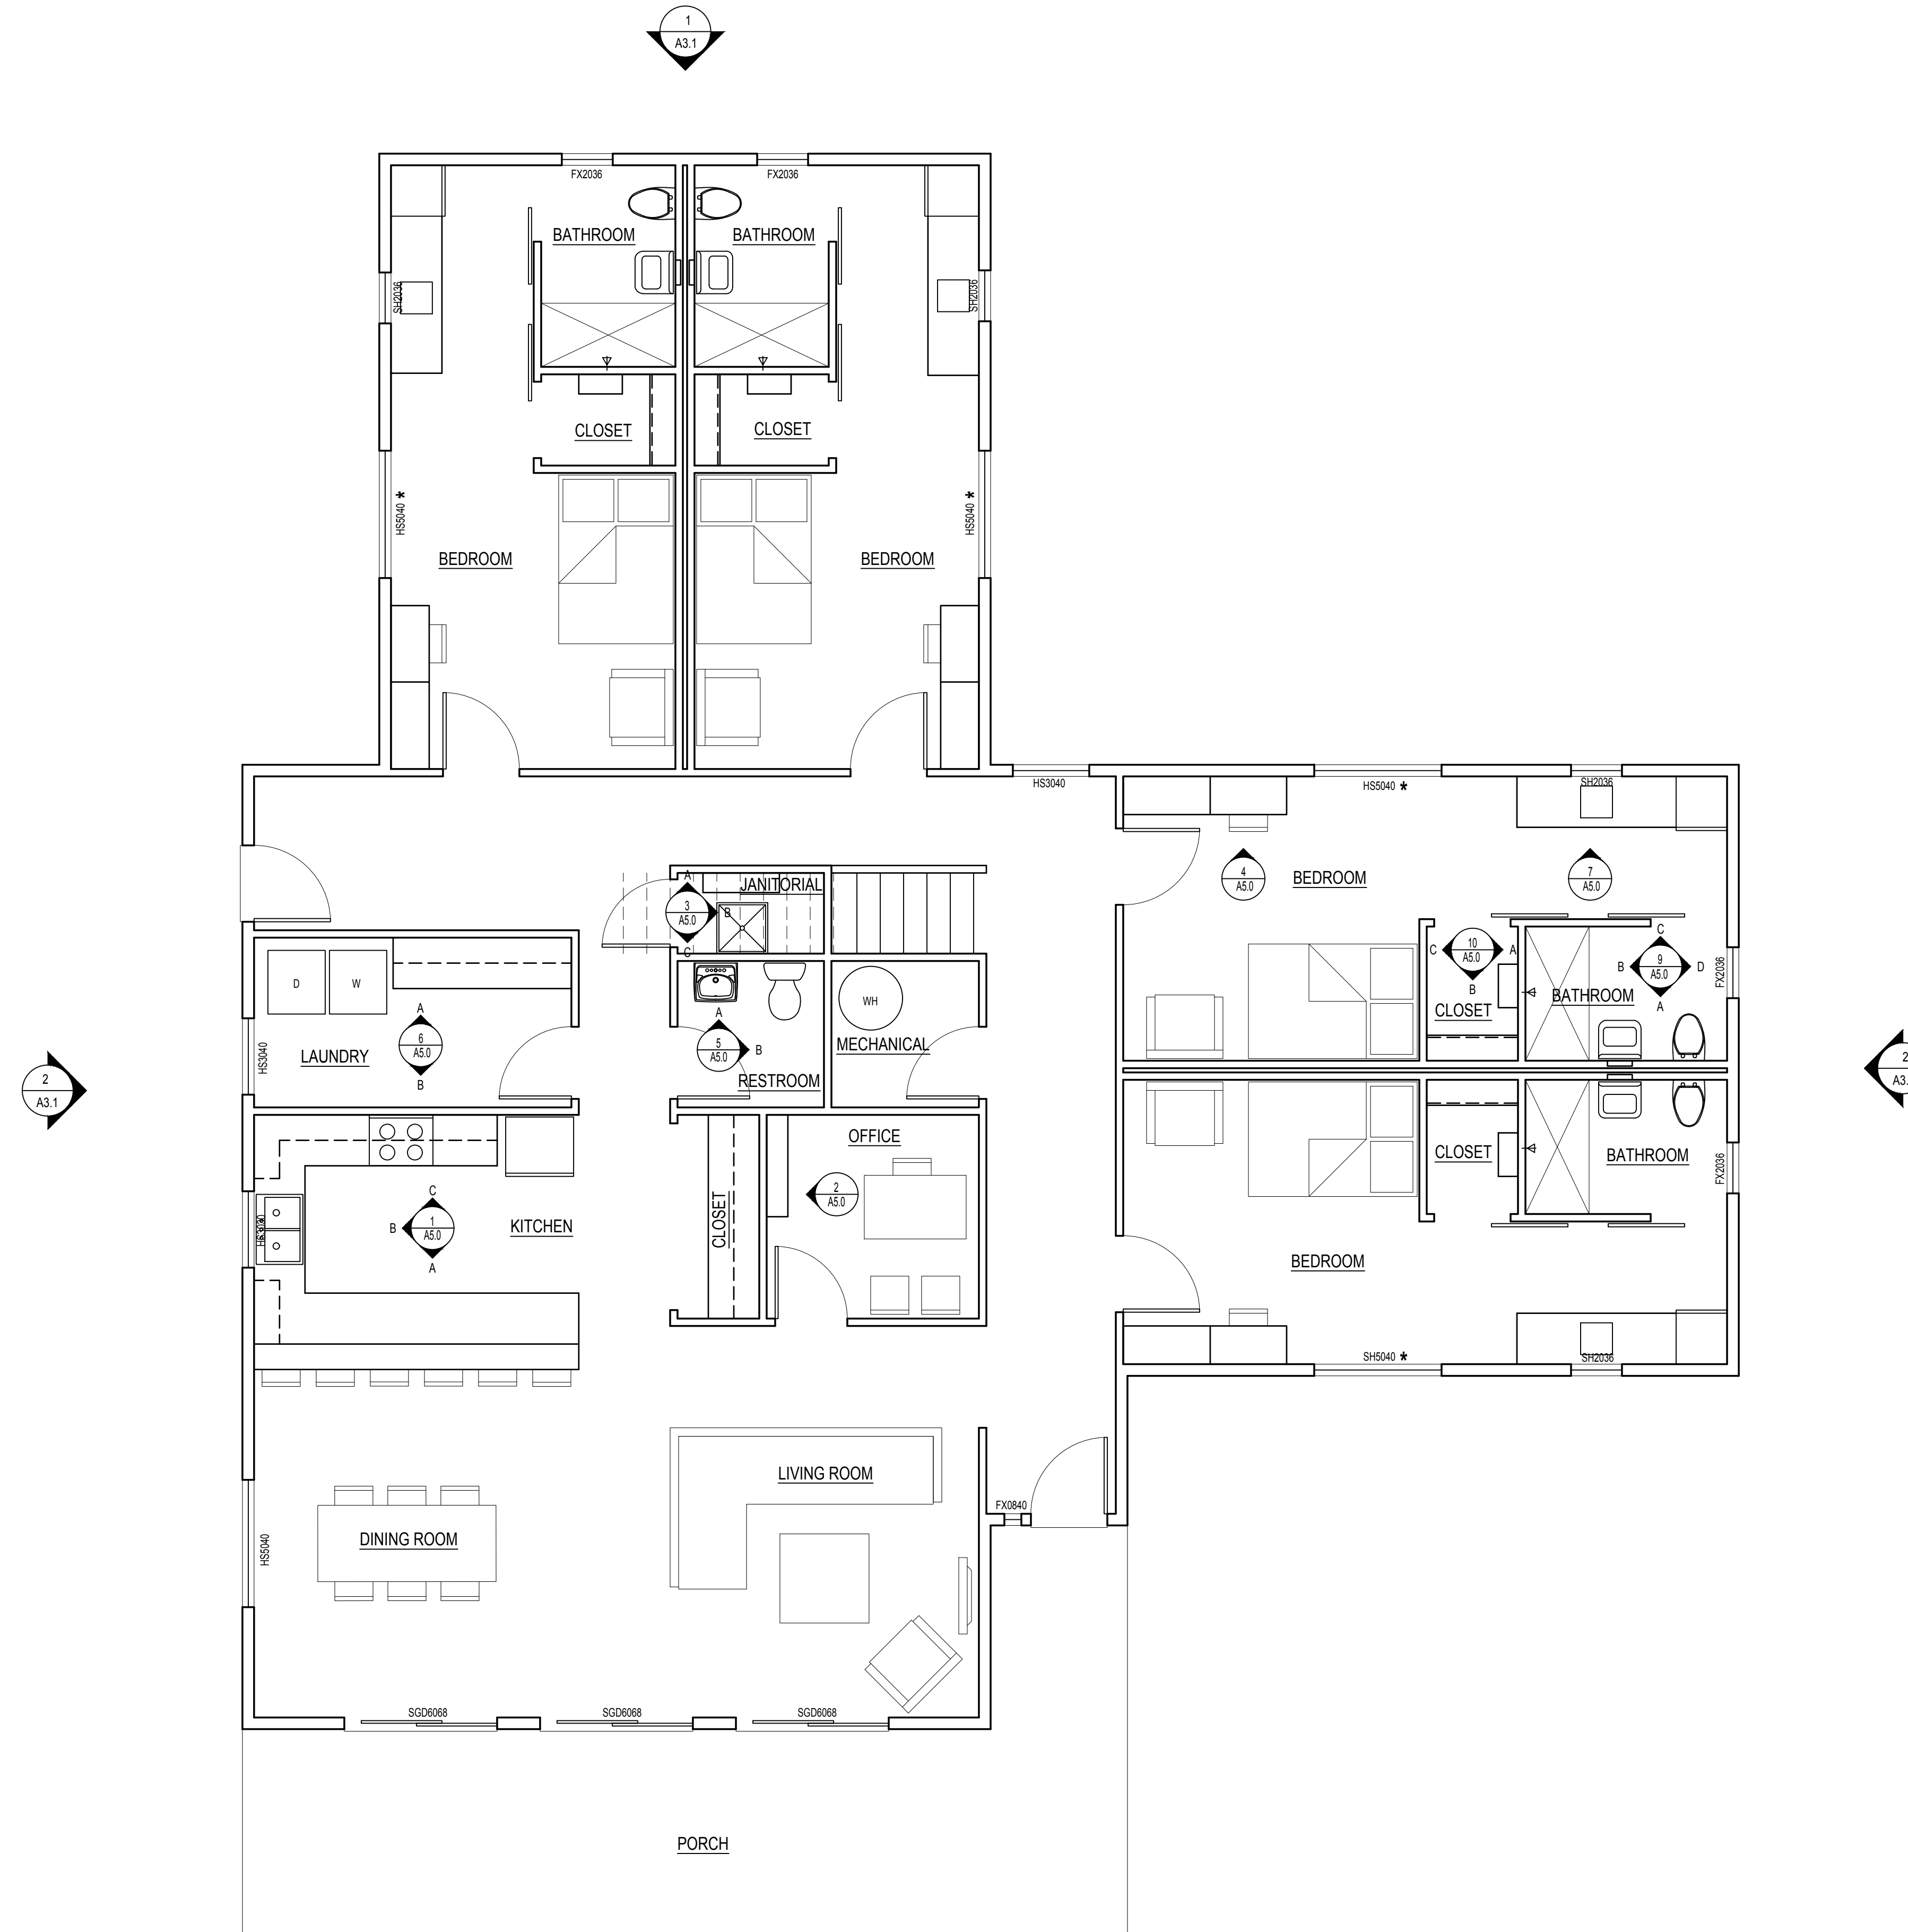 1
A3.1
FX2036
FX2036
BATHROOM
BATHROOM
SH2036
SH2036
CLOSET
CLOSET
HS5040 *
HS5040 *
BEDROOM
BEDROOM
HS3040
HS5040 *
SH2036
A
JANITORIAL
3
A5.0
B
C
4
A5.0
BEDROOM
7
A5.0
D
W
WH
C
10
A5.0
A
B
CLOSET
C
B
9
A5.0
D
A
BATHROOM
FX2036
A
6
A5.0
B
LAUNDRY
HS3040
A
5
A5.0
B
RESTROOM
MECHANICAL
2
A3.1
2
A3.
OFFICE
2
A5.0
CLOSET
C
B
1
A5.0
A
KITCHEN
CLOSET
BATHROOM
FX2036
BEDROOM
SH5040 *
SH2036
LIVING ROOM
FX0840
DINING ROOM
HS5040
SGD6068
SGD6068
SGD6068
PORCH